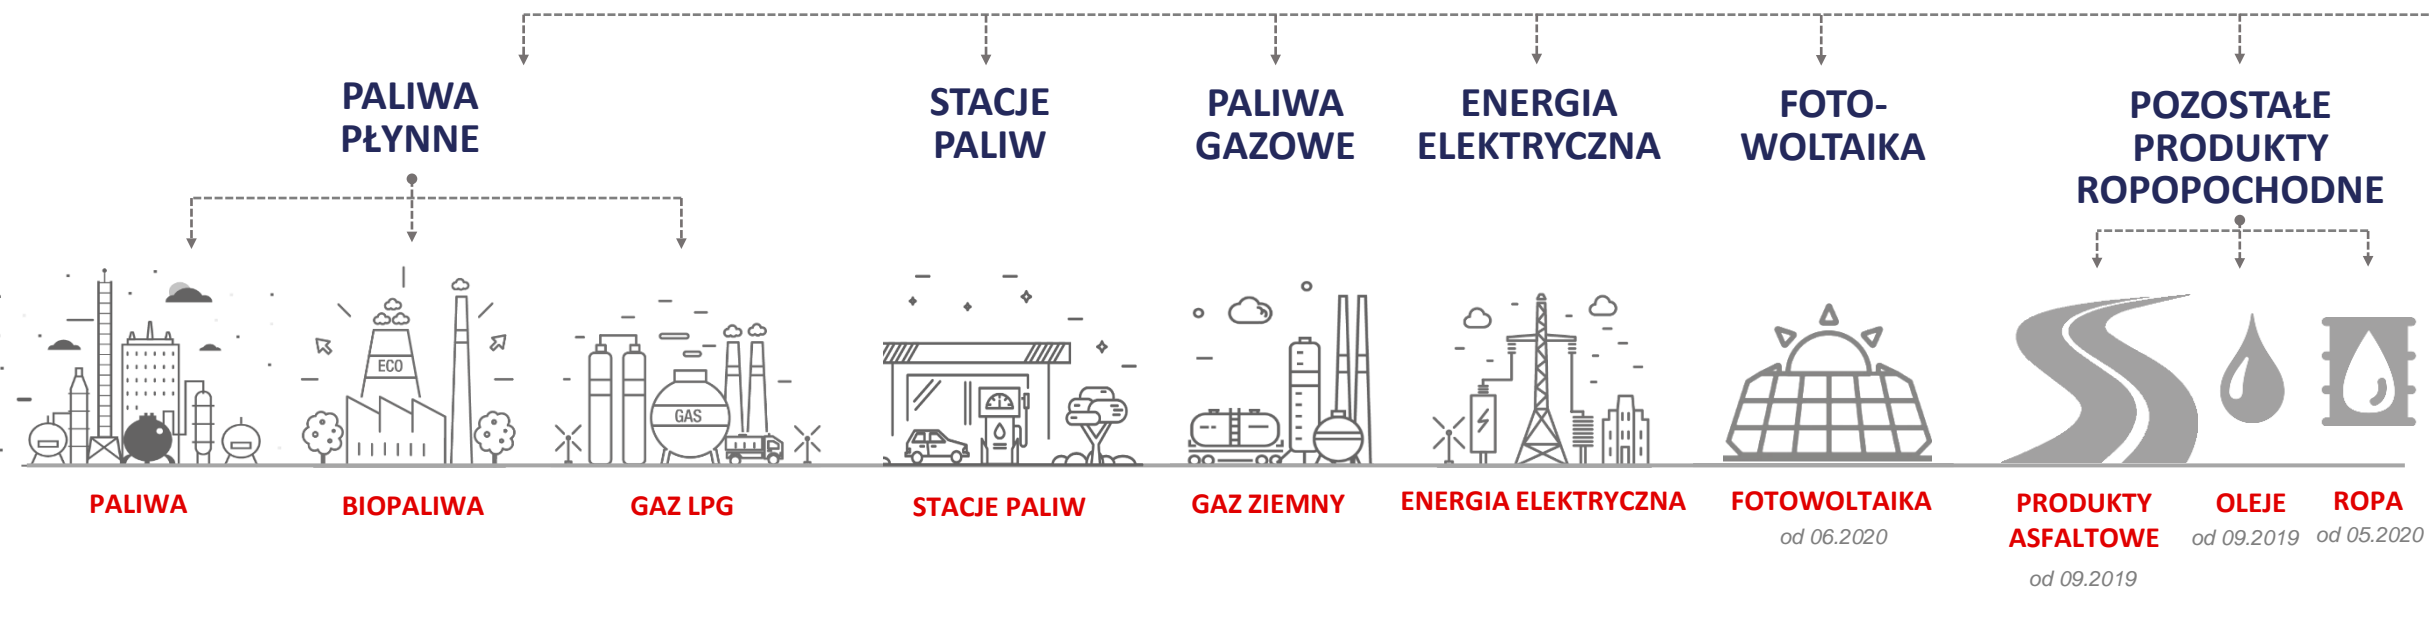 PALIWA
PŁYNNE
STACJE
PALIW
PALIWA
GAZOWE
ENERGIA
ELEKTRYCZNA
FOTO-
WOLTAIKA
POZOSTAŁE
PRODUKTY
ROPOPOCHODNE
ECO
GAS
PALIWA
BIOPALIWA
GAZ LPG
STACJE PALIW
GAZ ZIEMNY
ENERGIA ELEKTRYCZNA
FOTOWOLTAIKA
od 06.2020
PRODUKTY
ASFALTOWE
od 09.2019
OLEJE
od 09.2019
ROPA
od 05.2020